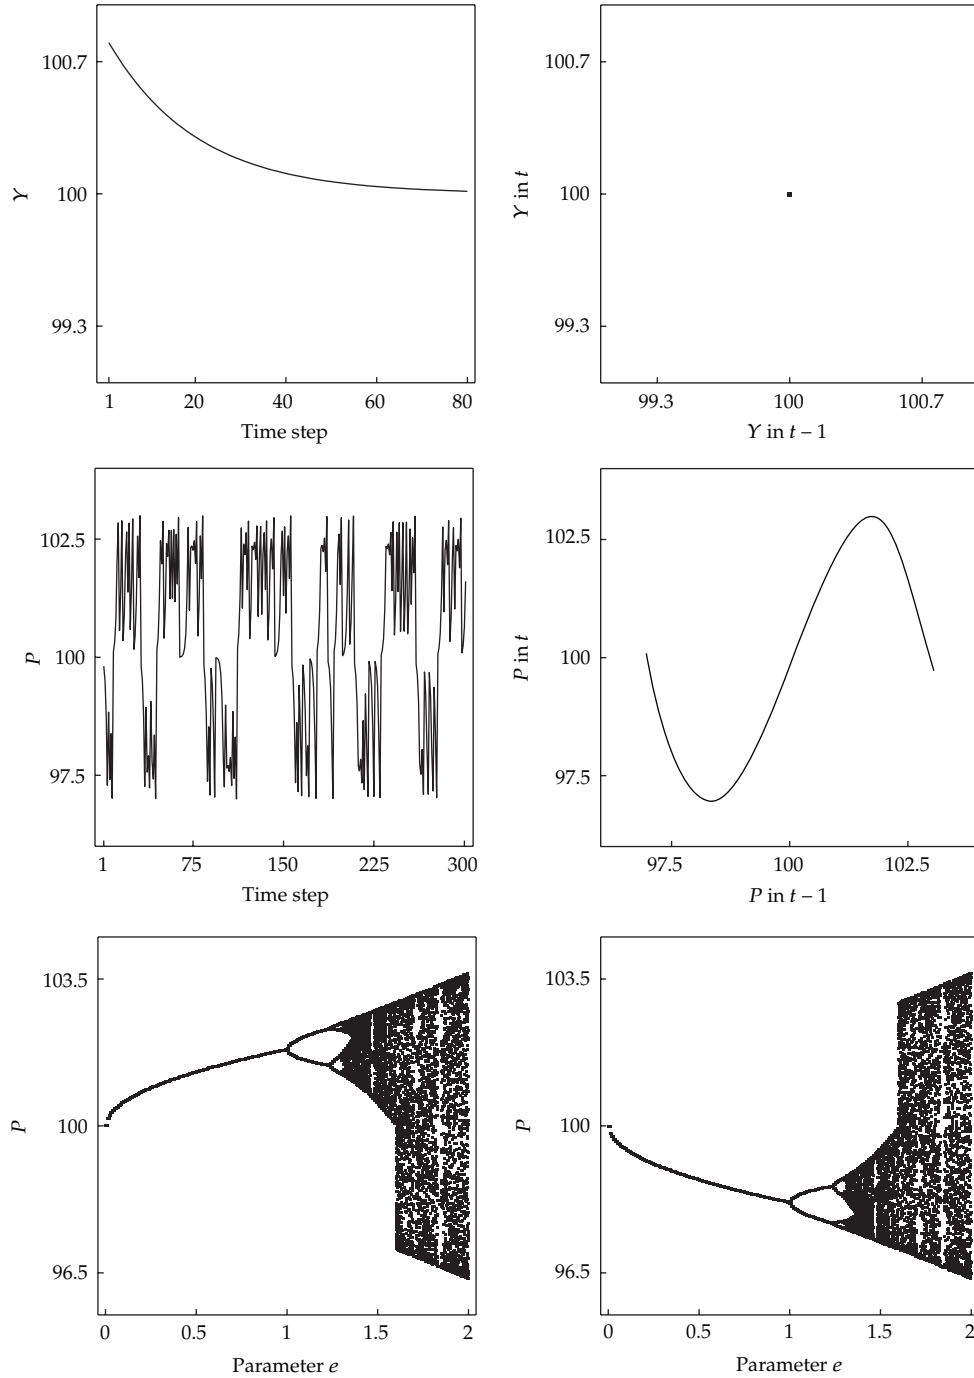 100.7
100
99.3
Y
1 20 40 60 80
Time step
100.7
100
99.3
Y in t
99.3 100 100.7
Y in t − 1
102.5
100
97.5
P
1 75 150 225 300
Time step
102.5
100
97.5
P in t
97.5 100 102.5
P in t − 1
103.5
100
96.5
P
0 0.5 1 1.5 2
Parameter e
103.5
100
96.5
P
0 0.5 1 1.5 2
Parameter e